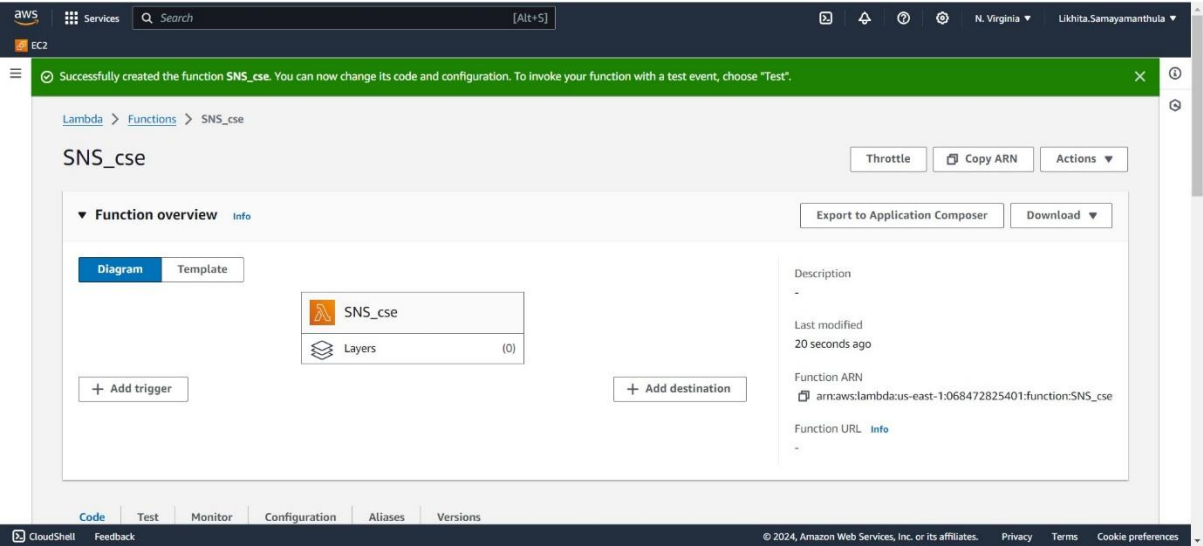 aws
Services
Search
[Alt+S]
N. Virginia ▼
Likhita.Samayamanthula ▼
EC2
Successfully created the function SNS_cse. You can now change its code and configuration. To invoke your function with a test event, choose "Test".
Lambda > Functions > SNS_cse
SNS_cse
Throttle
Copy ARN
Actions ▼
▼ Function overview Info
Export to Application Composer
Download ▼
Diagram
Template
SNS_cse
Layers (0)
+ Add trigger
+ Add destination
Description
-
Last modified
20 seconds ago
Function ARN
arn:aws:lambda:us-east-1:068472825401:function:SNS_cse
Function URL Info
-
Code Test Monitor Configuration Aliases Versions
CloudShell Feedback
© 2024, Amazon Web Services, Inc. or its affiliates. Privacy Terms Cookie preferences